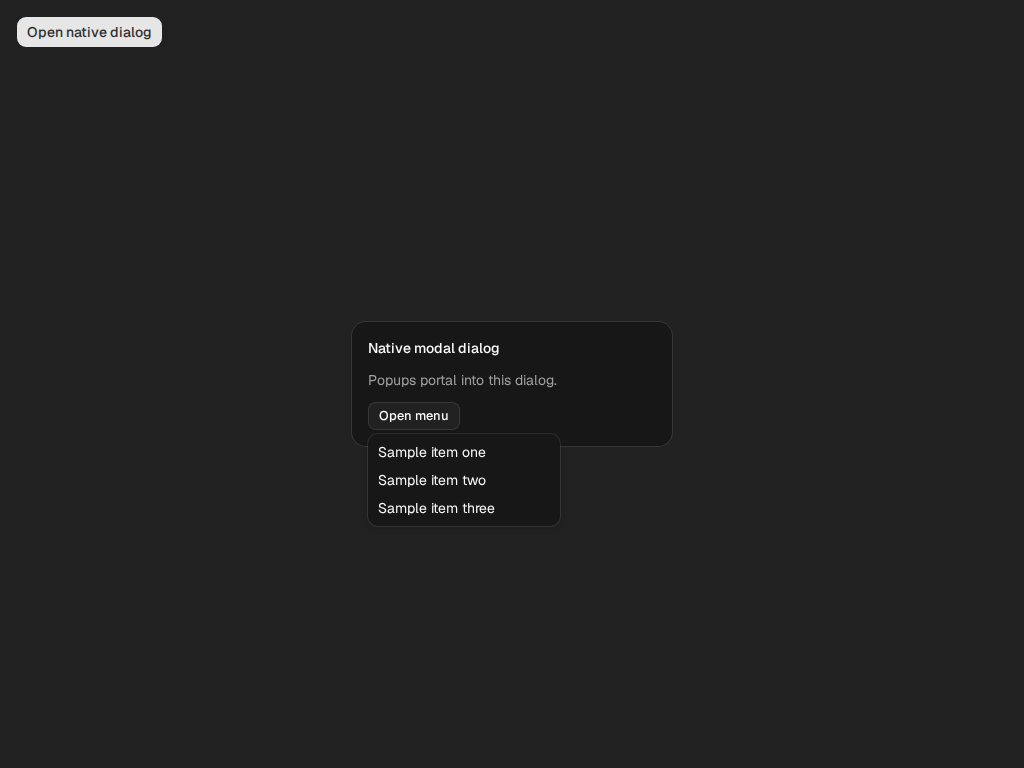 Open native dialog
Native modal dialog
Popups portal into this dialog.
Open menu
Sample item one
Sample item two
Sample item three